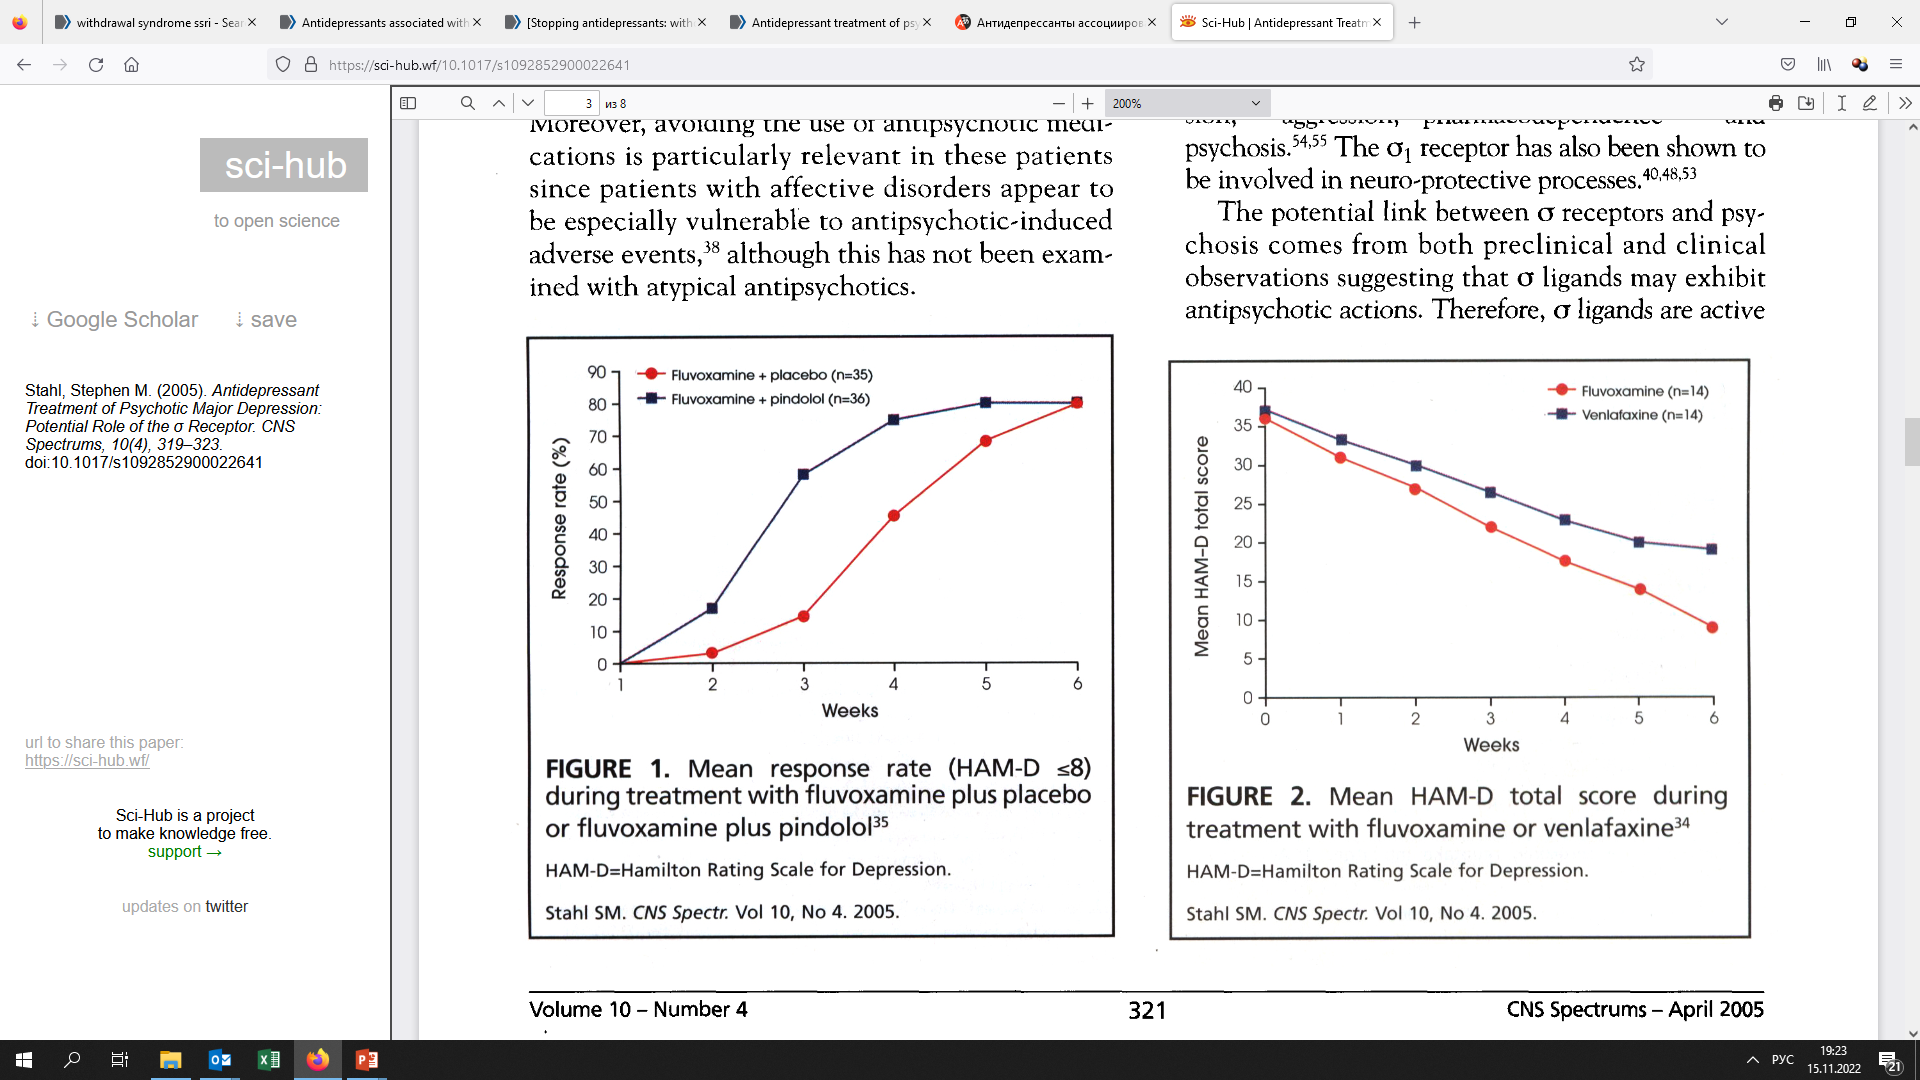 withdrawal syndrome ssri - Sear
Antidepressants associated with
[Stopping antidepressants: with
Antidepressant treatment of psy
Антидепрессанты ассоцииров
Sci-Hub | Antidepressant Treatm
https://sci-hub.wf/10.1017/s1092852900022641
3 из 8
200%
sci-hub
to open science
⇣ Google Scholar ⇣ save
Stahl, Stephen M. (2005). Antidepressant
Treatment of Psychotic Major Depression:
Potential Role of the σ Receptor. CNS
Spectrums, 10(4), 319–323.
doi:10.1017/s1092852900022641
url to share this paper:
https://sci-hub.wf/
Sci-Hub is a project
to make knowledge free.
support →
updates on twitter
Moreover, avoiding the use of antipsychotic medi-
cations is particularly relevant in these patients
since patients with affective disorders appear to
be especially vulnerable to antipsychotic-induced
adverse events,38 although this has not been exam-
ined with atypical antipsychotics.
Fluvoxamine + placebo (n=35)
Fluvoxamine + pindolol (n=36)
Response rate (%)
90
80
70
60
50
40
30
20
10
0
1 2 3 4 5 6
Weeks
FIGURE 1. Mean response rate (HAM-D ≤8)
during treatment with fluvoxamine plus placebo
or fluvoxamine plus pindolol35
HAM-D=Hamilton Rating Scale for Depression.
Stahl SM. CNS Spectr. Vol 10, No 4. 2005.
sion, aggression, pharmacodependence and
psychosis.54,55 The σ1 receptor has also been shown to
be involved in neuro-protective processes.40,48,53
The potential link between σ receptors and psy-
chosis comes from both preclinical and clinical
observations suggesting that σ ligands may exhibit
antipsychotic actions. Therefore, σ ligands are active
Fluvoxamine (n=14)
Venlafaxine (n=14)
Mean HAM-D total score
40
35
30
25
20
15
10
5
0
0 1 2 3 4 5 6
Weeks
FIGURE 2. Mean HAM-D total score during
treatment with fluvoxamine or venlafaxine34
HAM-D=Hamilton Rating Scale for Depression.
Stahl SM. CNS Spectr. Vol 10, No 4. 2005.
Volume 10 – Number 4
321
CNS Spectrums – April 2005
РУС
19:23
15.11.2022
21